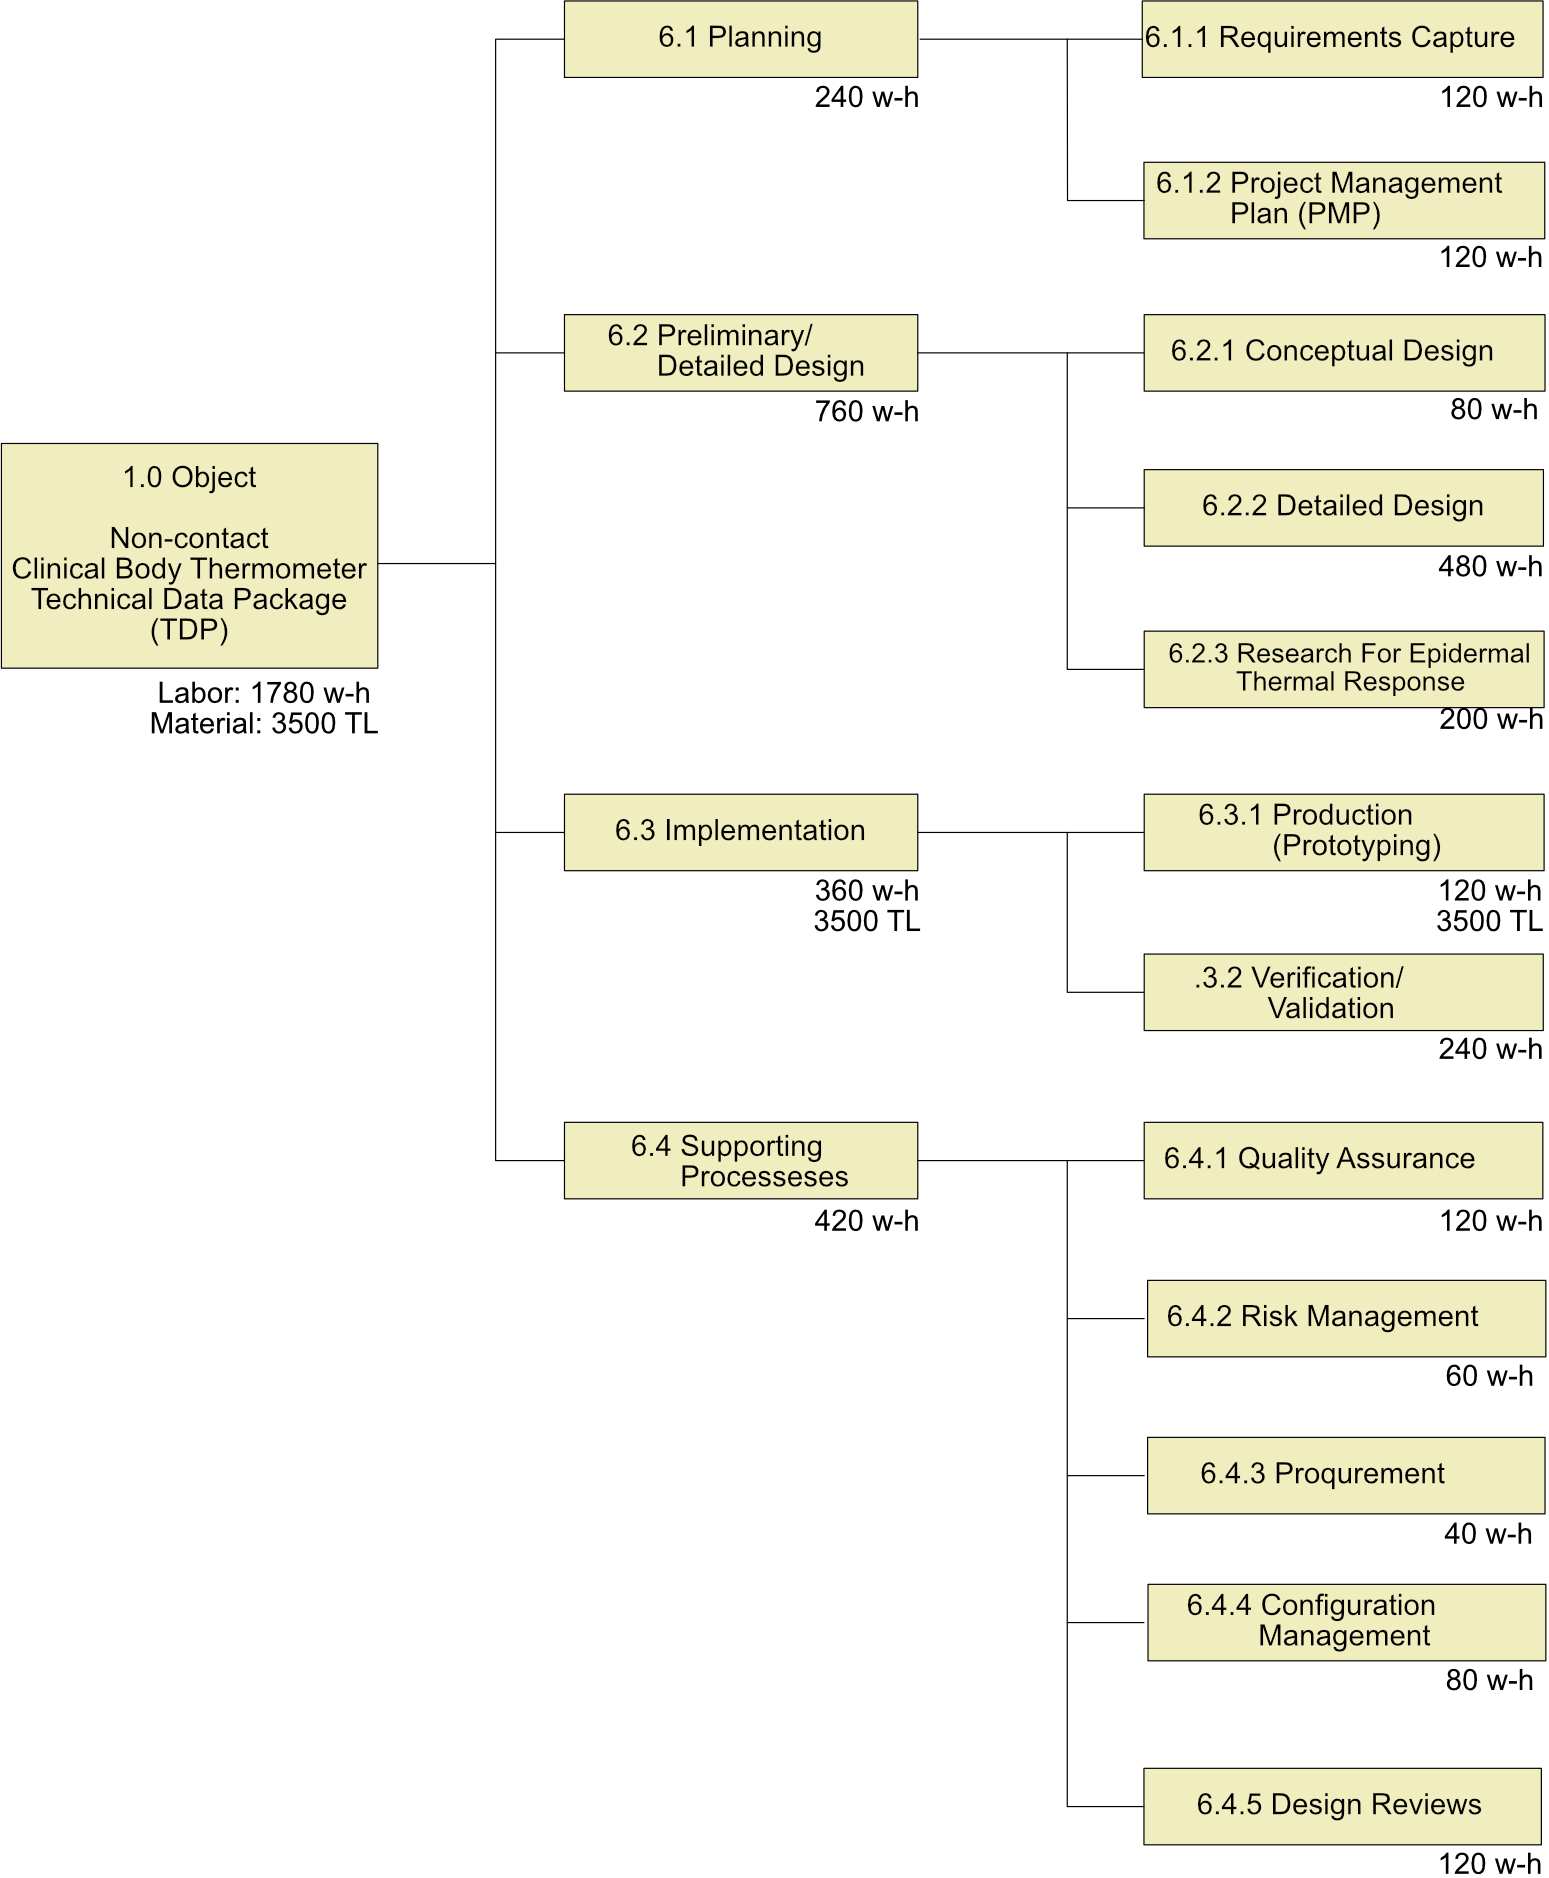 1.0 Object
Non-contact
Clinical Body Thermometer
Technical Data Package
(TDP)
Labor: 1780 w-h
Material: 3500 TL
6.1 Planning
240 w-h
6.1.1 Requirements Capture
120 w-h
6.1.2 Project Management
Plan (PMP)
120 w-h
6.2 Preliminary/
Detailed Design
760 w-h
6.2.1 Conceptual Design
80 w-h
6.2.2 Detailed Design
480 w-h
6.2.3 Research For Epidermal
Thermal Response
200 w-h
6.3 Implementation
360 w-h
3500 TL
6.3.1 Production
(Prototyping)
120 w-h
3500 TL
.3.2 Verification/
Validation
240 w-h
6.4 Supporting
Processeses
420 w-h
6.4.1 Quality Assurance
120 w-h
6.4.2 Risk Management
60 w-h
6.4.3 Proqurement
40 w-h
6.4.4 Configuration
Management
80 w-h
6.4.5 Design Reviews
120 w-h